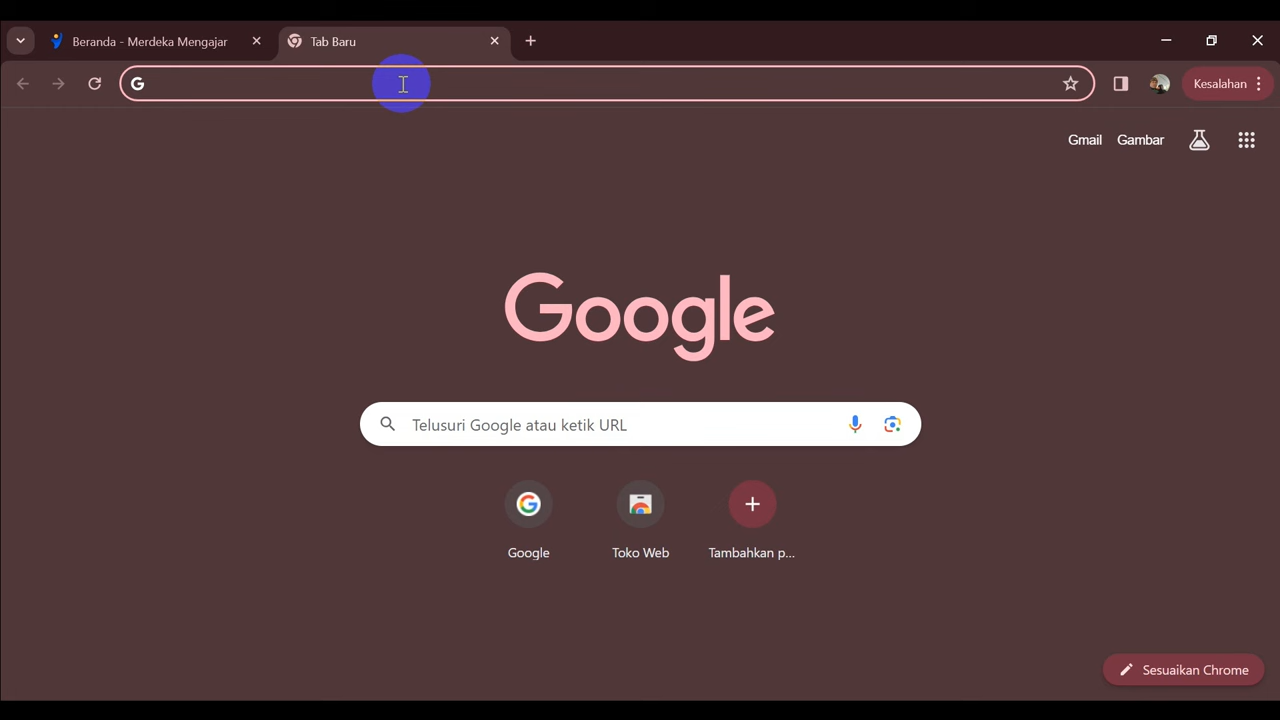 Beranda - Merdeka Mengajar
Tab Baru
Kesalahan
Gmail Gambar
Google
Telusuri Google atau ketik URL
Google Toko Web Tambahkan p...
Sesuaikan Chrome